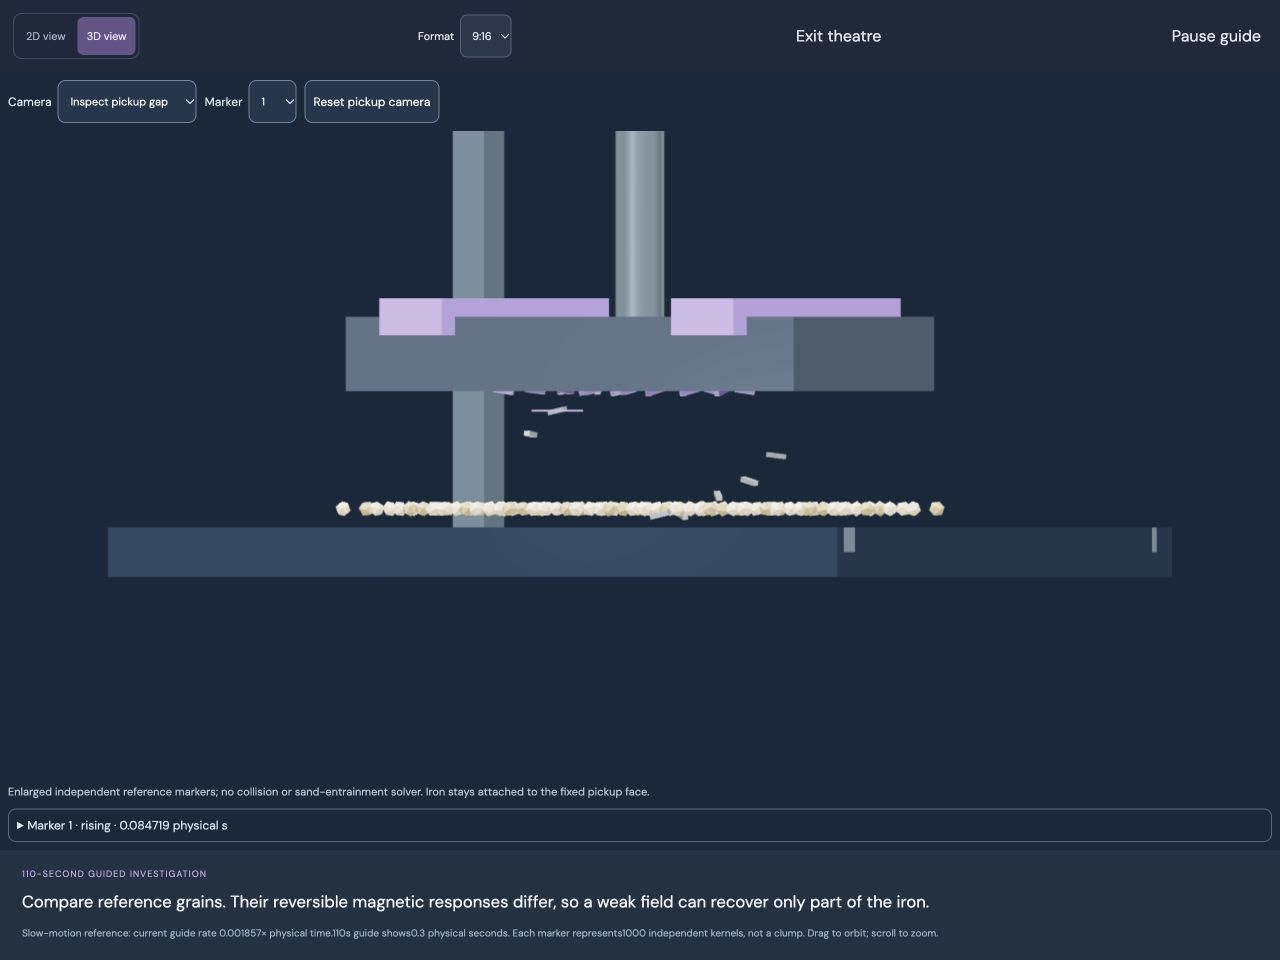 2D view 3D view Format 9:16 Exit theatre Pause guide
Camera Inspect pickup gap Marker 1 Reset pickup camera
Enlarged independent reference markers; no collision or sand-entrainment solver. Iron stays attached to the fixed pickup face.
Marker 1 · rising · 0.084719 physical s
110-SECOND GUIDED INVESTIGATION
Compare reference grains. Their reversible magnetic responses differ, so a weak field can recover only part of the iron.
Slow-motion reference: current guide rate 0.001857× physical time.110s guide shows0.3 physical seconds. Each marker represents1000 independent kernels, not a clump. Drag to orbit; scroll to zoom.